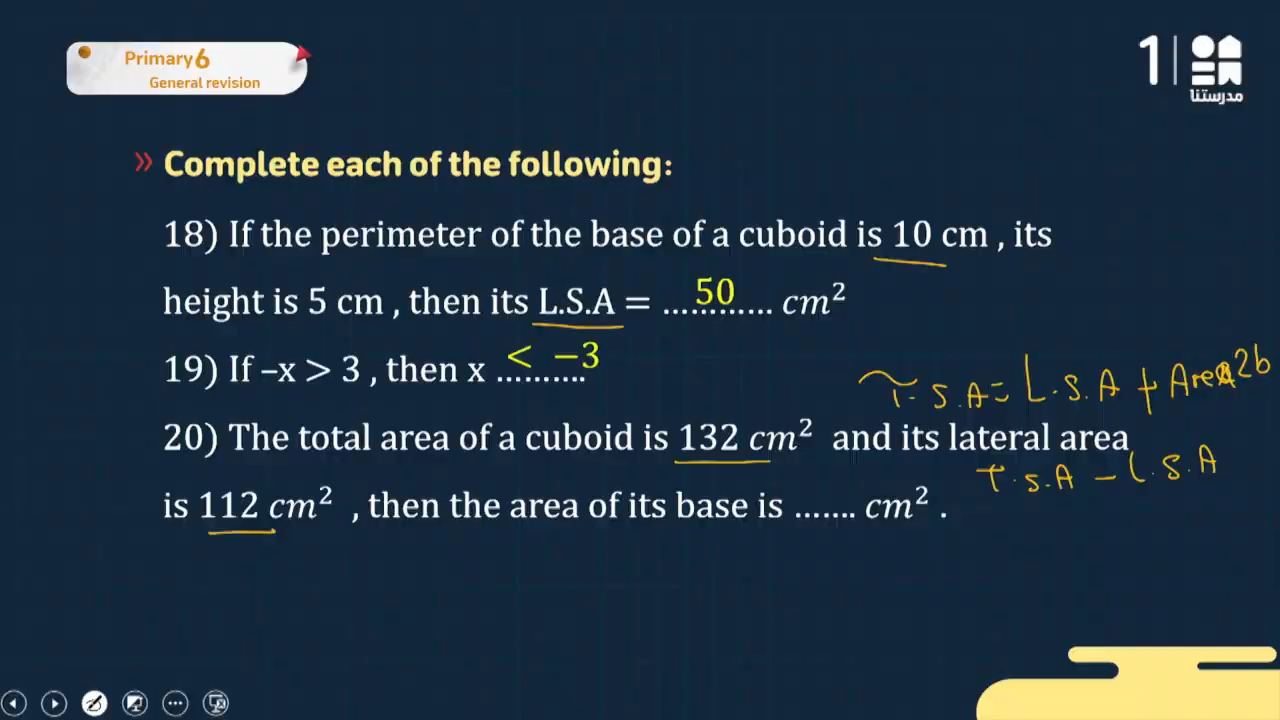 Primary 6
General revision
1
مدرستنا
» Complete each of the following:
18) If the perimeter of the base of a cuboid is 10 cm , its
height is 5 cm , then its L.S.A = ....50.... cm²
19) If –x > 3 , then x < −3 ..........
T.S.A = L.S.A + Area 2b
20) The total area of a cuboid is 132 cm² and its lateral area
T.S.A − L.S.A
is 112 cm² , then the area of its base is ....... cm² .